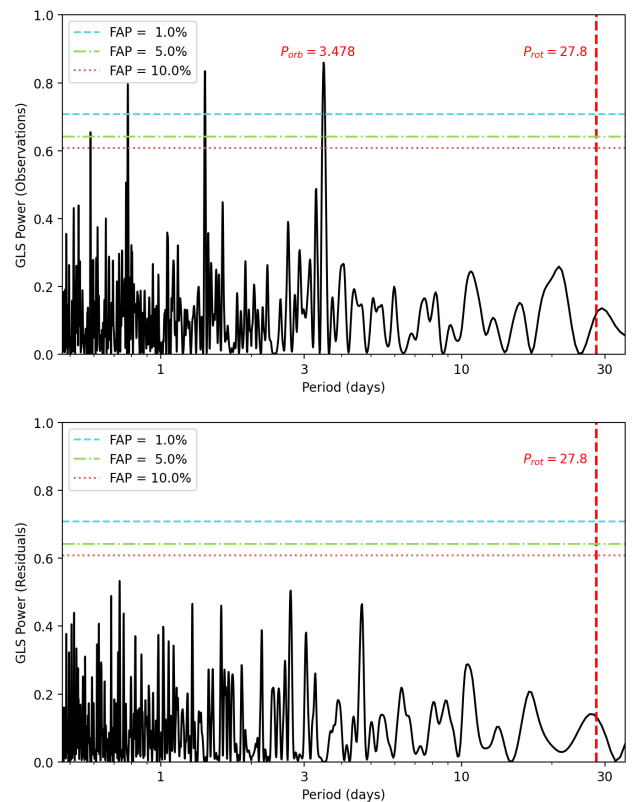 1.0
FAP =  1.0%
FAP =  5.0%
FAP = 10.0%
P_orb = 3.478
P_rot = 27.8
0.8
0.6
0.4
0.2
0.0
GLS Power (Observations)
1
3
10
30
Period (days)
1.0
FAP =  1.0%
FAP =  5.0%
FAP = 10.0%
P_rot = 27.8
0.8
0.6
0.4
0.2
0.0
GLS Power (Residuals)
1
3
10
30
Period (days)